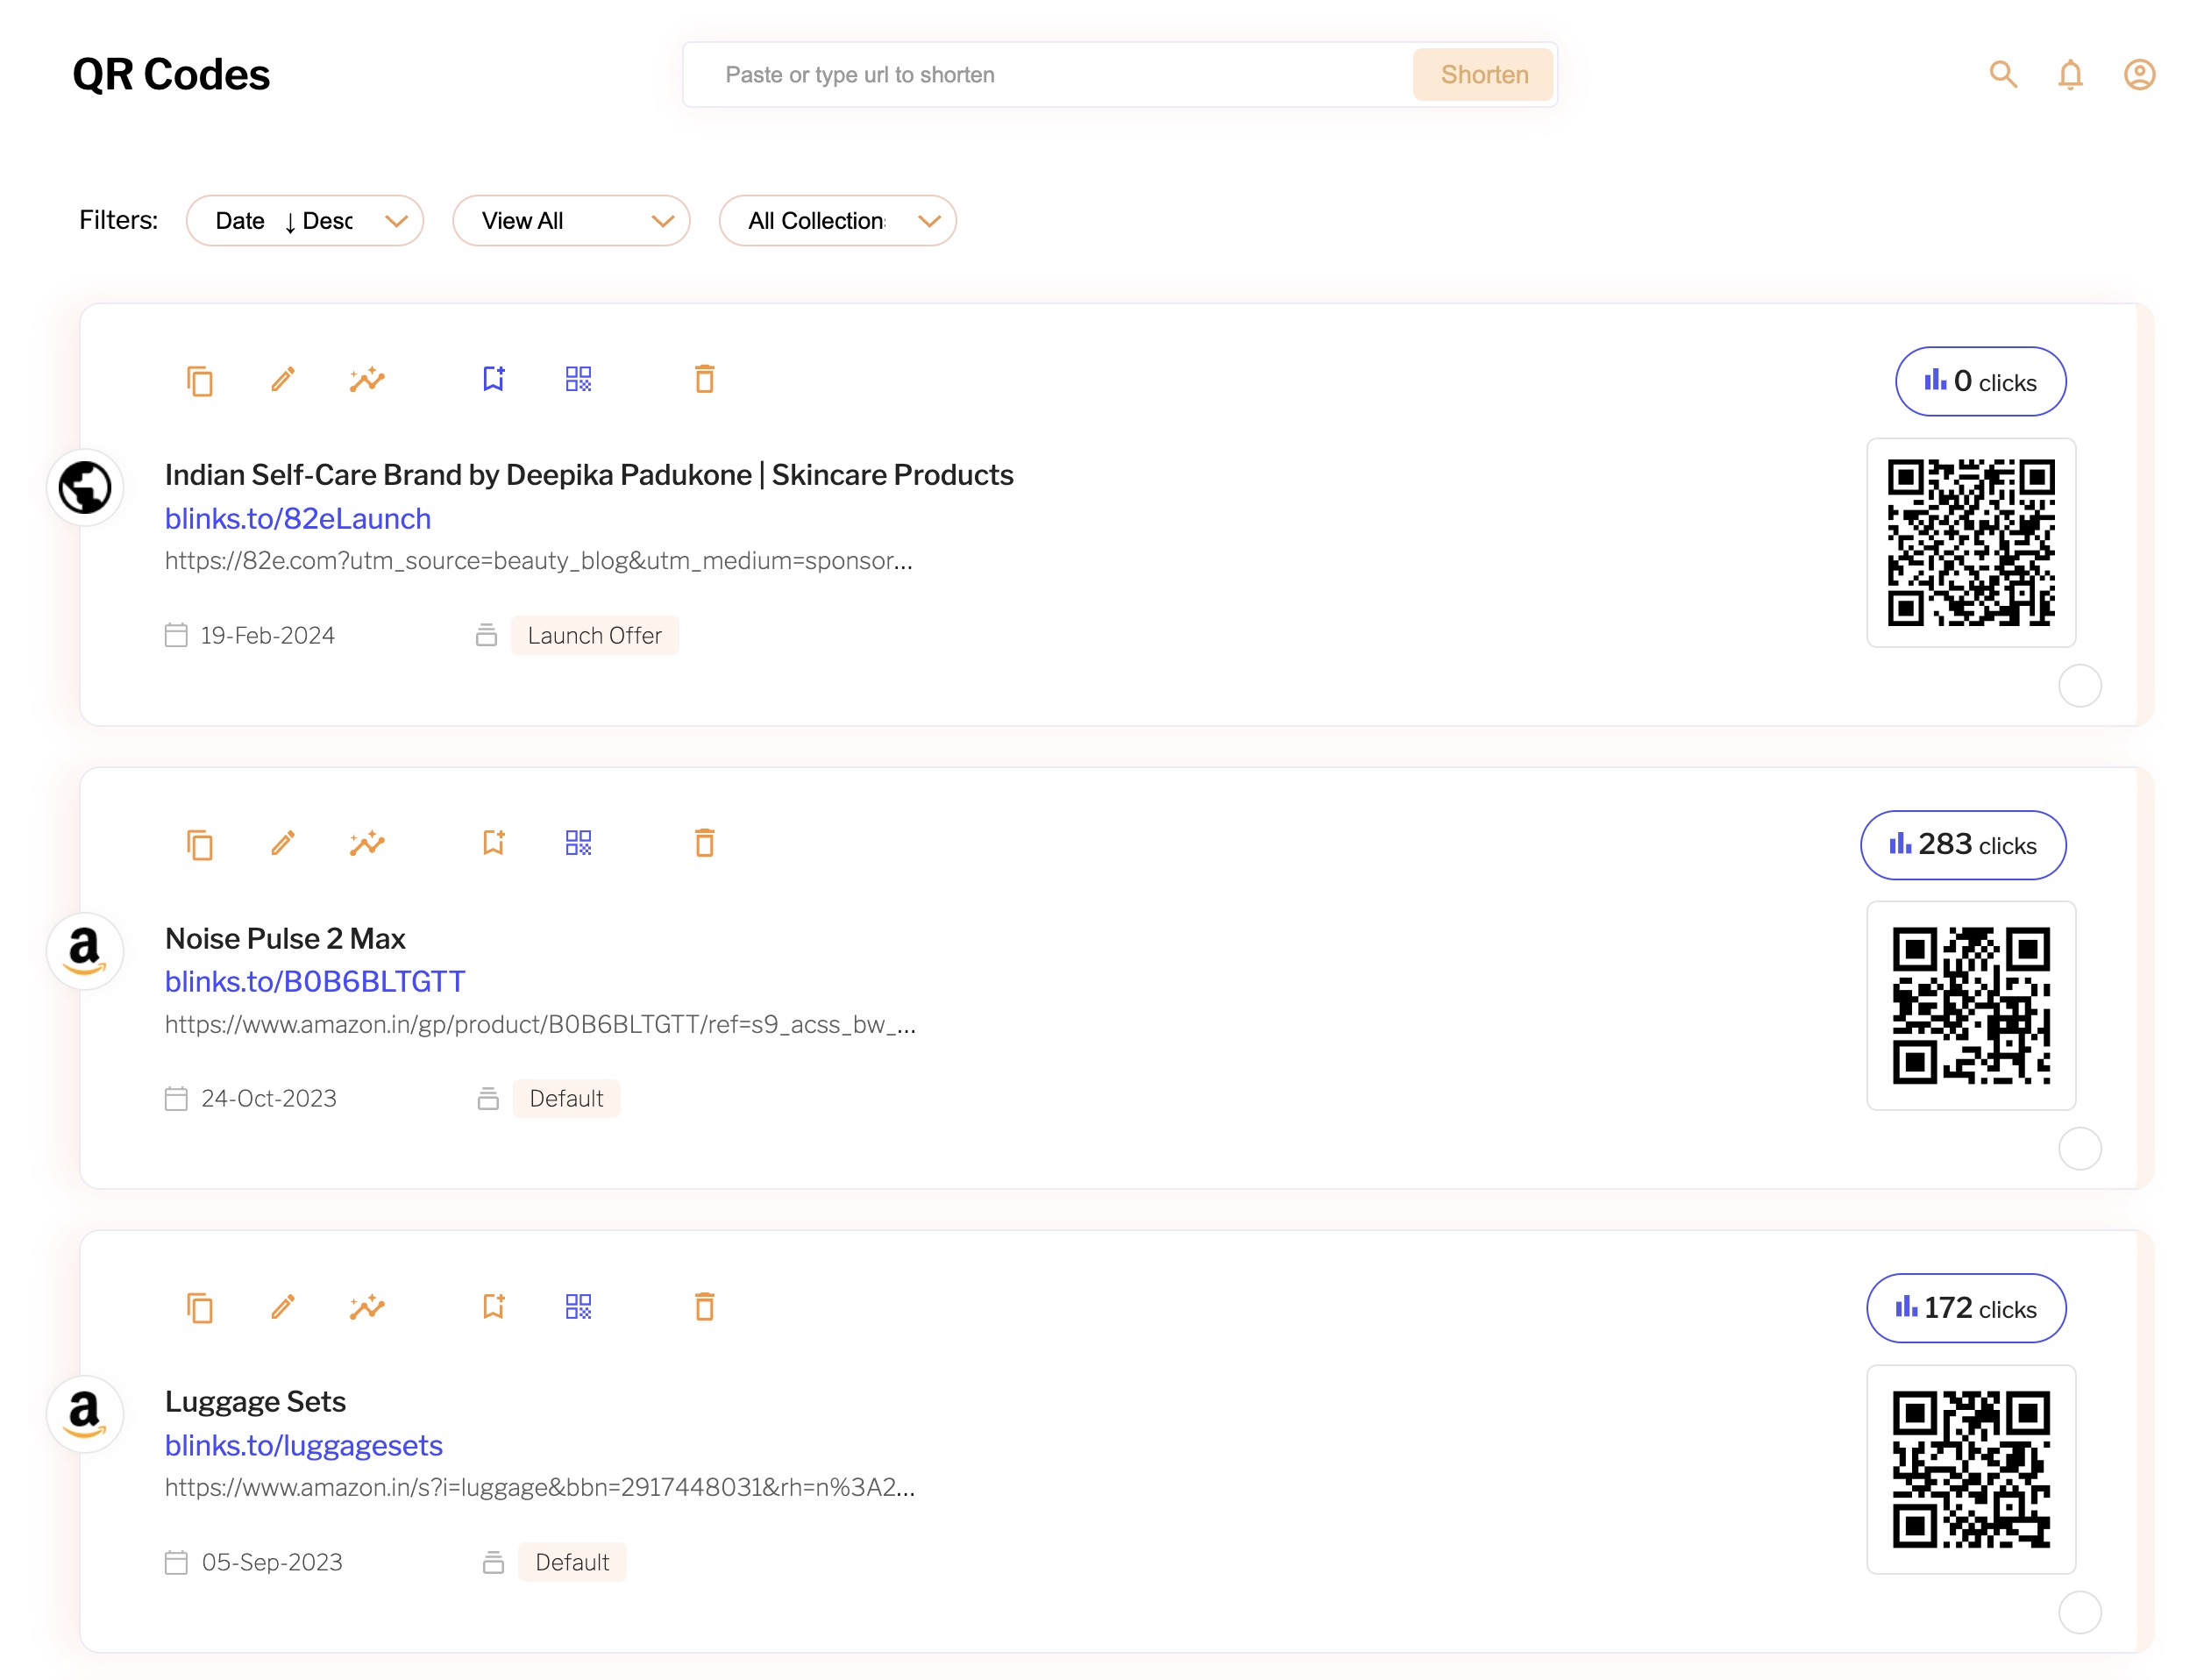 QR Codes
Paste or type url to shorten
Shorten
Filters:
Date ↓ Desc
View All
All Collection
0 clicks
Indian Self-Care Brand by Deepika Padukone | Skincare Products
blinks.to/82eLaunch
https://82e.com?utm_source=beauty_blog&utm_medium=sponsor...
19-Feb-2024
Launch Offer
283 clicks
a
Noise Pulse 2 Max
blinks.to/B0B6BLTGTT
https://www.amazon.in/gp/product/B0B6BLTGTT/ref=s9_acss_bw_...
24-Oct-2023
Default
172 clicks
a
Luggage Sets
blinks.to/luggagesets
https://www.amazon.in/s?i=luggage&bbn=2917448031&rh=n%3A2...
05-Sep-2023
Default